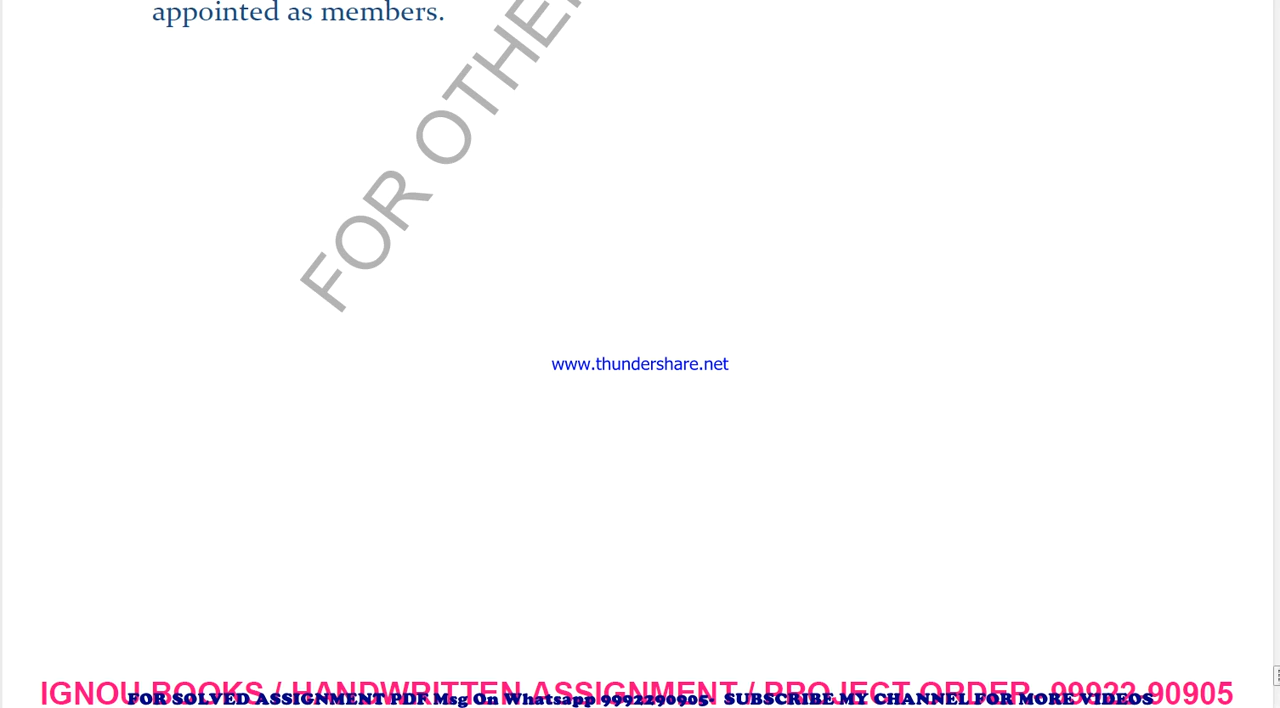 appointed as members.
FOR OTHE
www.thundershare.net
IGNOU BOOKS / HANDWRITTEN ASSIGNMENT / PROJECT ORDER 99922 90905
FOR SOLVED ASSIGNMENT PDF Msg On Whatsapp 9992290905- SUBSCRIBE MY CHANNEL FOR MORE VIDEOS